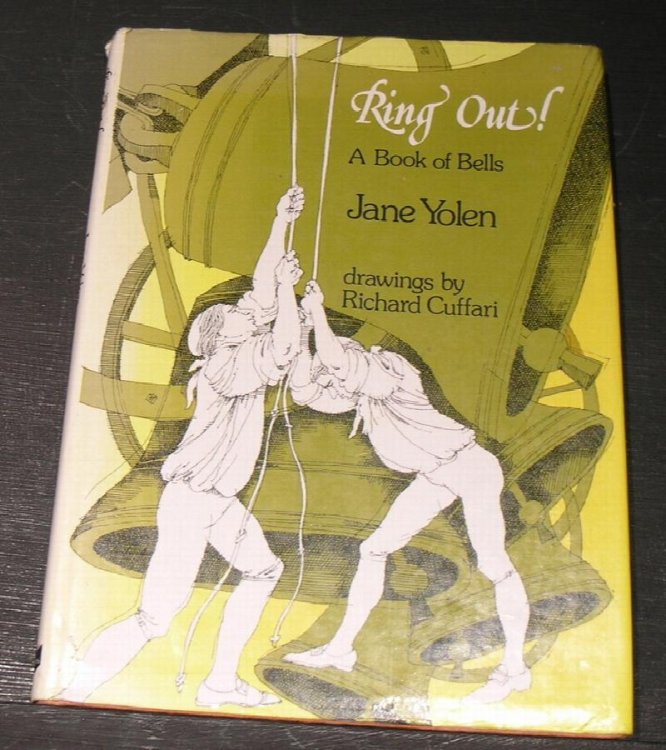 Ring Out!
A Book of Bells
Jane Yolen
drawings by
Richard Cuffari